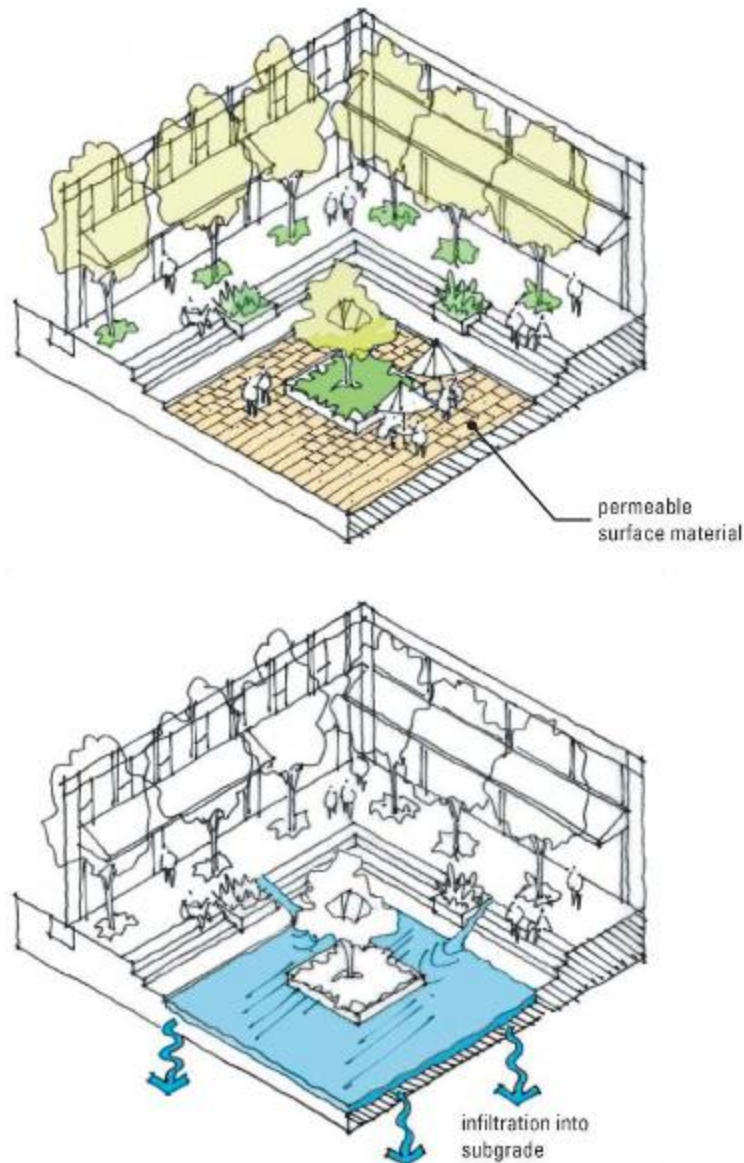 permeable
surface material
infiltration into
subgrade